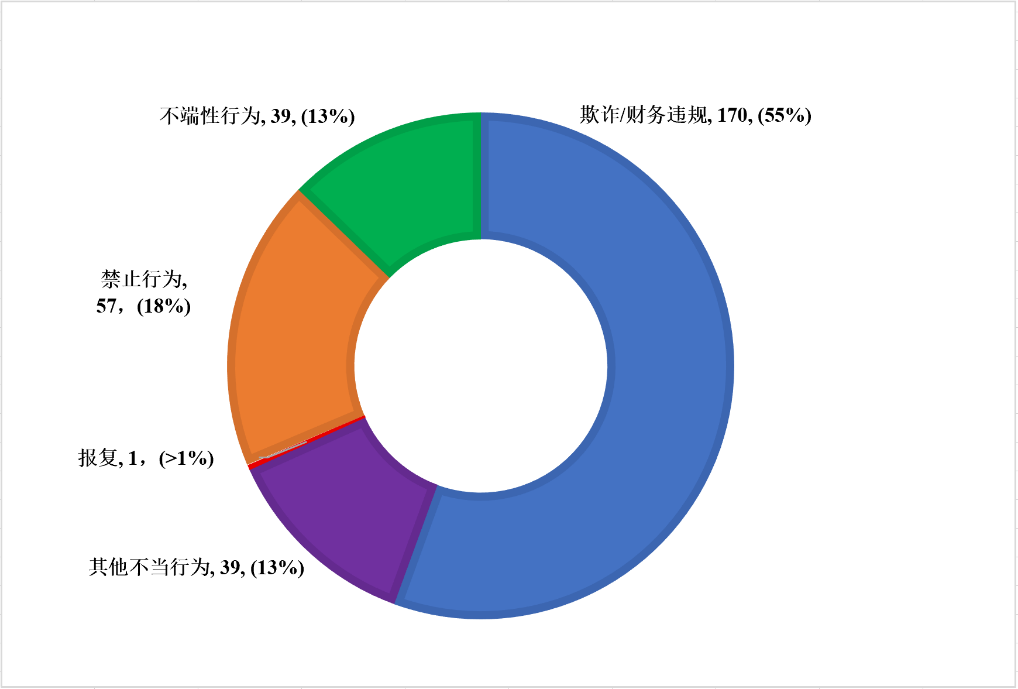 不端性行为, 39, (13%)
欺诈/财务违规, 170, (55%)
禁止行为,
57，(18%)
报复, 1，(>1%)
其他不当行为, 39, (13%)